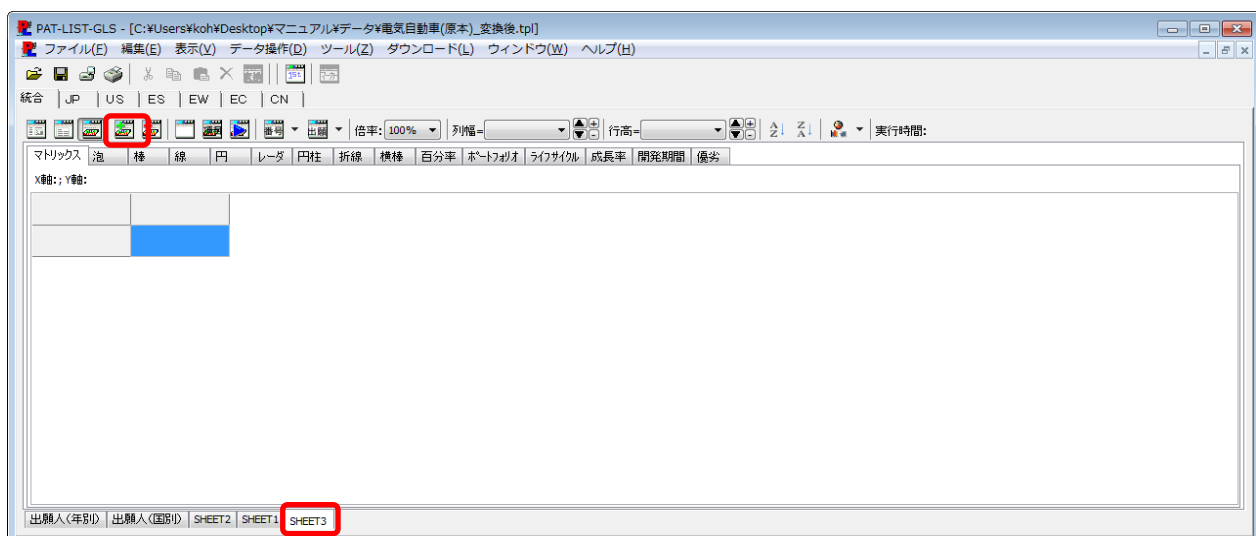 PAT-LIST-GLS - [C:¥Users¥koh¥Desktop¥マニュアル¥データ¥電気自動車(原本)_変換後.tpl]
ファイル(F) 編集(E) 表示(V) データ操作(D) ツール(Z) ダウンロード(L) ウィンドウ(W) ヘルプ(H)
統合 JP US ES EW EC CN
番号 出願 倍率: 100% 列幅= 行高= 実行時間:
マトリックス 泡 棒 線 円 レーダ 円柱 折線 横棒 百分率 ポートフォリオ ライフサイクル 成長率 開発期間 優劣
X軸: ; Y軸:
出願人(年別) 出願人(国別) SHEET2 SHEET1 SHEET3